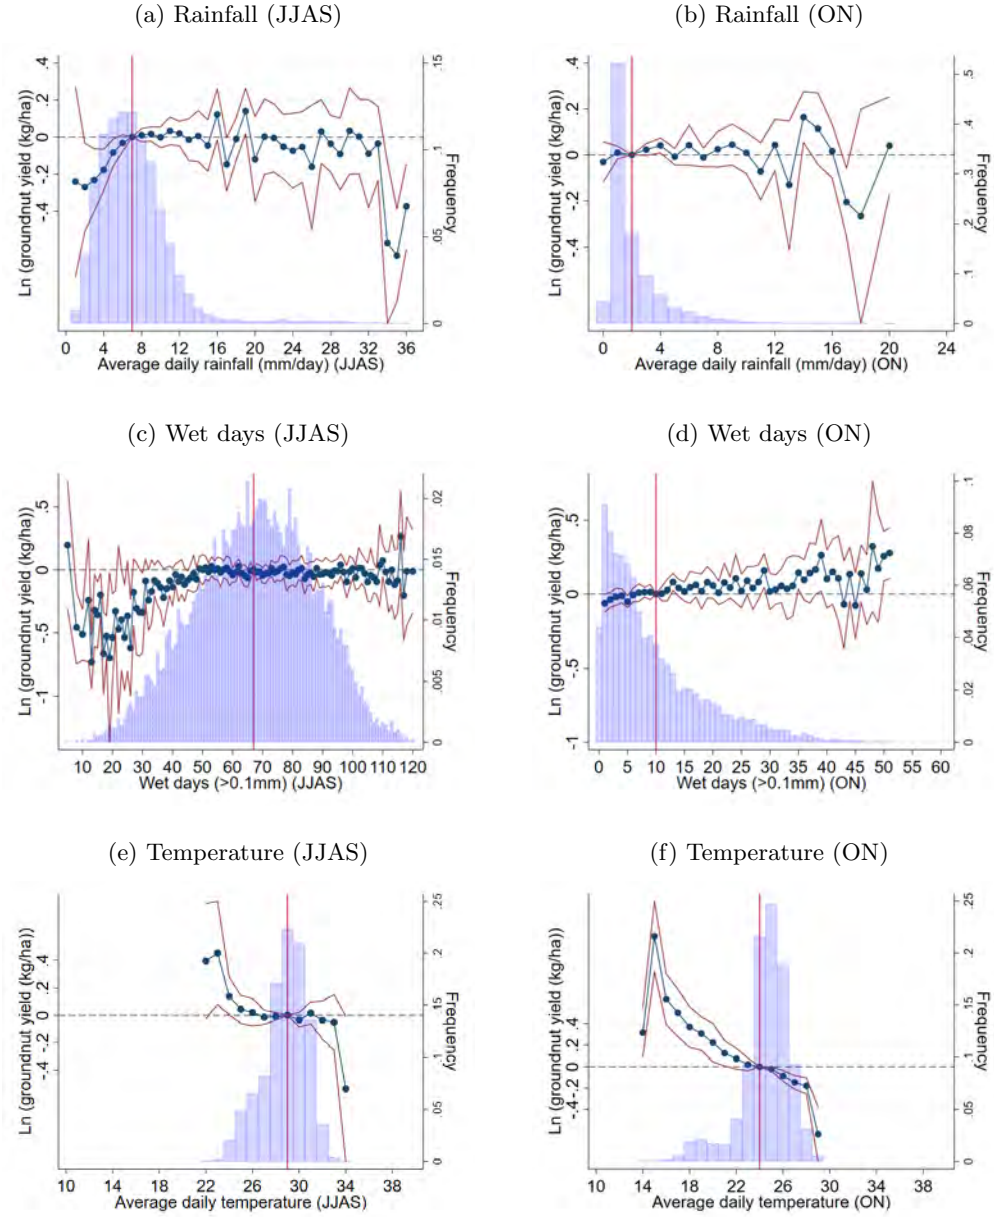 (a) Rainfall (JJAS)
Ln (groundnut yield (kg/ha))
.4
.2
0
-.2
-.4
.15
.1
.05
0
Frequency
0 4 8 12 16 20 24 28 32 36
Average daily rainfall (mm/day) (JJAS)
(b) Rainfall (ON)
Ln (groundnut yield (kg/ha))
.4
.2
0
-.2
-.4
.5
.4
.3
.2
.1
0
Frequency
0 4 8 12 16 20 24
Average daily rainfall (mm/day) (ON)
(c) Wet days (JJAS)
Ln (groundnut yield (kg/ha))
.5
0
-.5
-1
.02
.015
.01
.005
0
Frequency
10 20 30 40 50 60 70 80 90 100 110 120
Wet days (>0.1mm) (JJAS)
(d) Wet days (ON)
Ln (groundnut yield (kg/ha))
.5
0
-.5
-1
.1
.08
.06
.04
.02
0
Frequency
0 5 10 15 20 25 30 35 40 45 50 55 60
Wet days (>0.1mm) (ON)
(e) Temperature (JJAS)
Ln (groundnut yield (kg/ha))
.4
.2
0
-.2
-.4
.25
.2
.15
.1
.05
0
Frequency
10 14 18 22 26 30 34 38
Average daily temperature (JJAS)
(f) Temperature (ON)
Ln (groundnut yield (kg/ha))
.4
.2
0
-.2
-.4
.25
.2
.15
.1
.05
0
Frequency
10 14 18 22 26 30 34 38
Average daily temperature (ON)